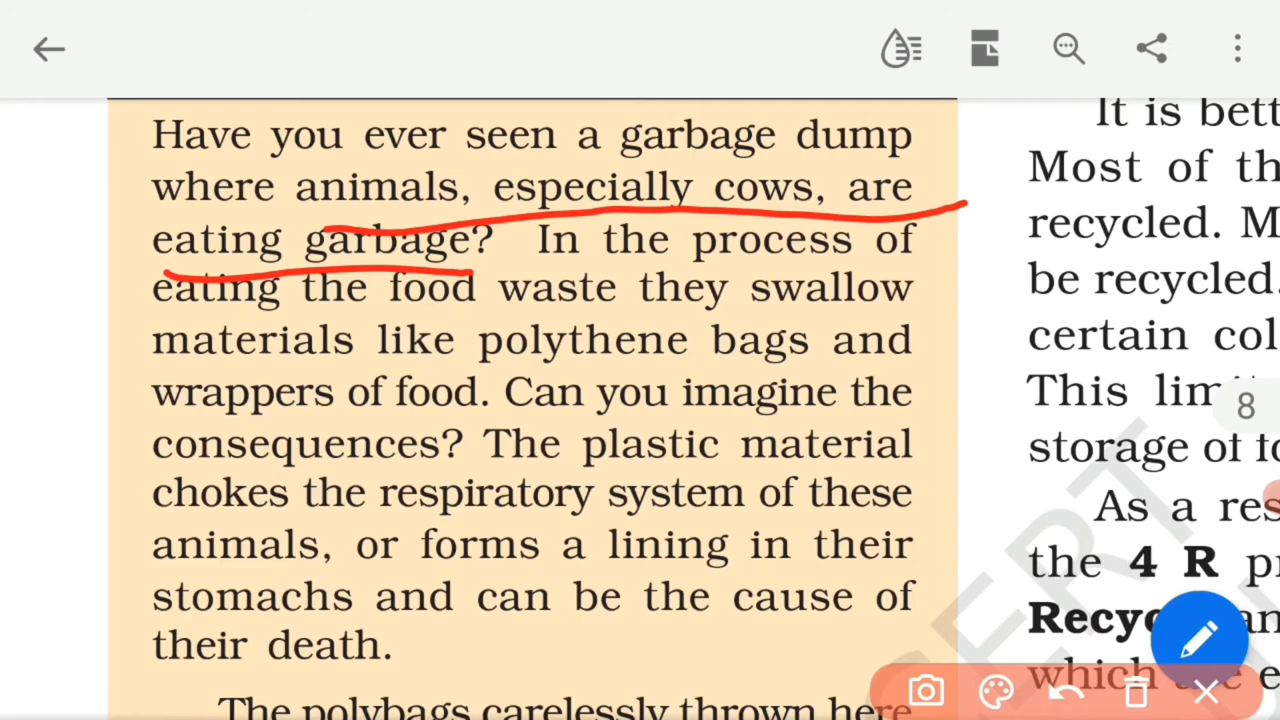 Have you ever seen a garbage dump
where animals, especially cows, are
eating garbage? In the process of
eating the food waste they swallow
materials like polythene bags and
wrappers of food. Can you imagine the
consequences? The plastic material
chokes the respiratory system of these
animals, or forms a lining in their
stomachs and can be the cause of
their death.
The polybags carelessly thrown here
It is bett
Most of th
recycled. M
be recycled.
certain col
This lim
storage of fo
As a res
the 4 R p
Recyc an
which e
8